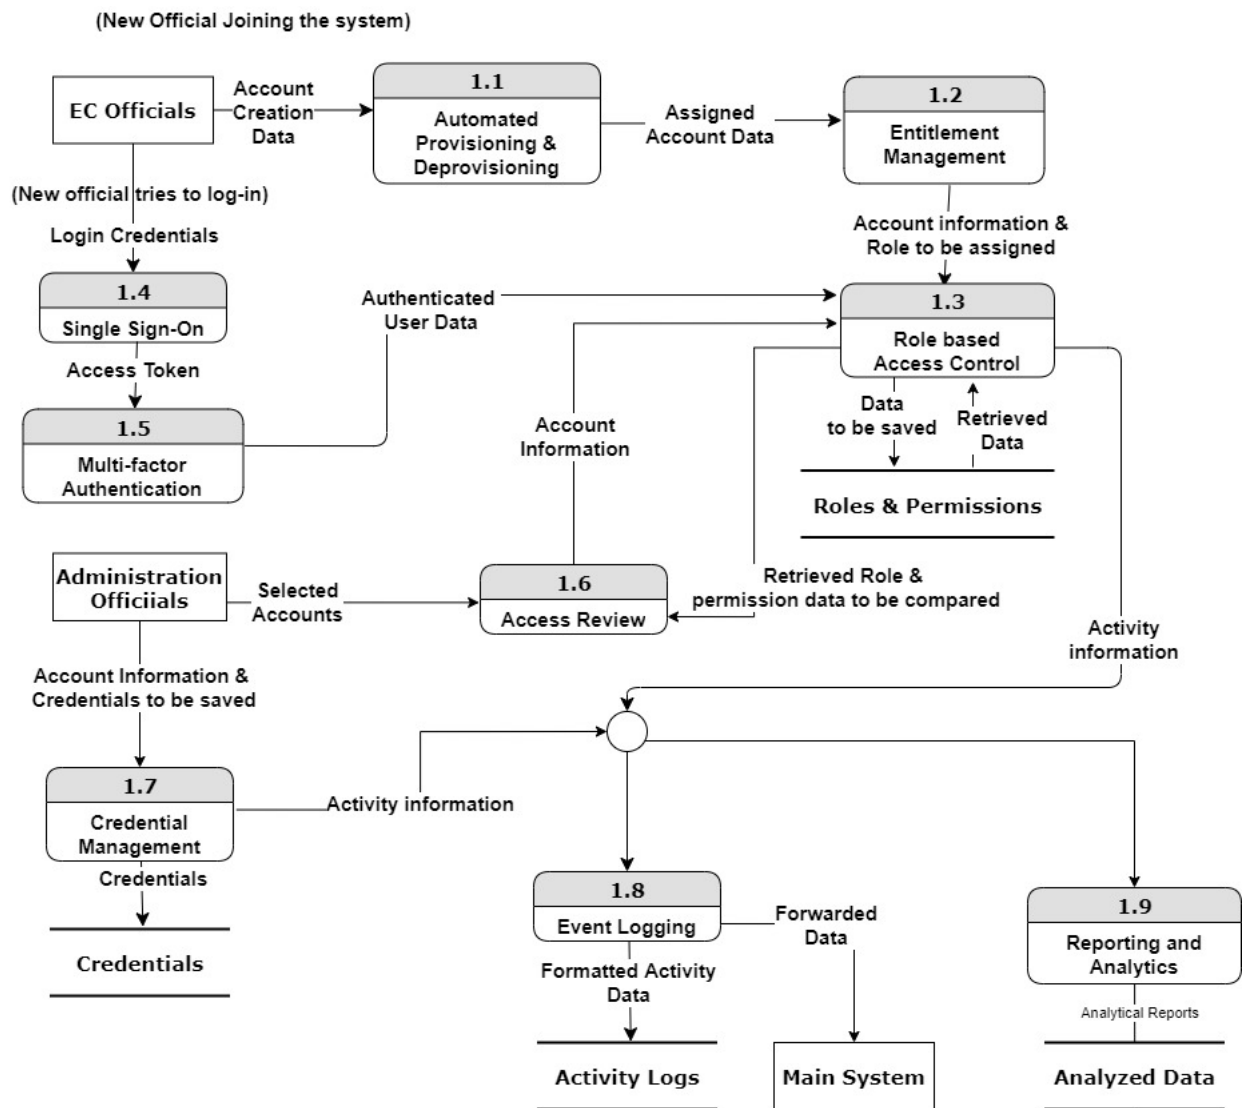 (New Official Joining the system)
EC Officials
Account
Creation
Data
1.1
Automated
Provisioning &
Deprovisioning
Assigned
Account Data
1.2
Entitlement
Management
(New official tries to log-in)
Login Credentials
Account information &
Role to be assigned
1.4
Single Sign-On
Access Token
1.5
Multi-factor
Authentication
Authenticated
User Data
1.3
Role based
Access Control
Account
Information
Data
to be saved
Retrieved
Data
Roles & Permissions
Administration
Officiials
Selected
Accounts
1.6
Access Review
Retrieved Role &
permission data to be compared
Activity
information
Account Information &
Credentials to be saved
1.7
Credential
Management
Activity information
Credentials
Credentials
1.8
Event Logging
Forwarded
Data
Formatted Activity
Data
1.9
Reporting and
Analytics
Analytical Reports
Activity Logs
Main System
Analyzed Data